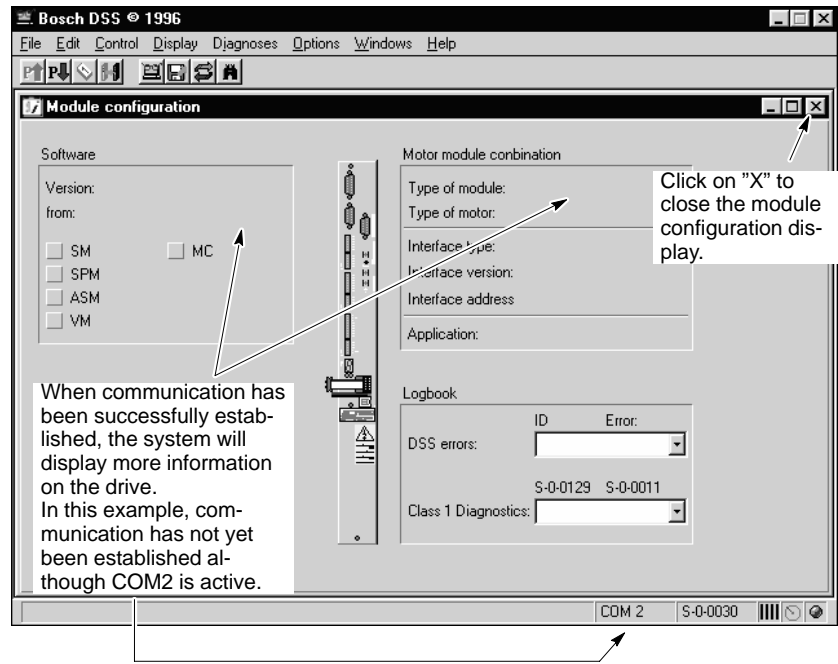 Bosch DSS © 1996
File Edit Control Display Djagnoses Options Windows Help
P P
Module configuration
Software
Version:
from:
SM MC
SPM
ASM
VM
H
H
H
Motor module conbination
Type of module:
Type of motor:
Interface type:
Interface version:
Interface address
Application:
Click on ”X” to
close the module
configuration dis-
play.
When communication has
been successfully estab-
lished, the system will
display more information
on the drive.
In this example, com-
munication has not yet
been established al-
though COM2 is active.
Logbook
ID Error:
DSS errors:
S-0-0129 S-0-0011
Class 1 Diagnostics:
COM 2 S-0-0030